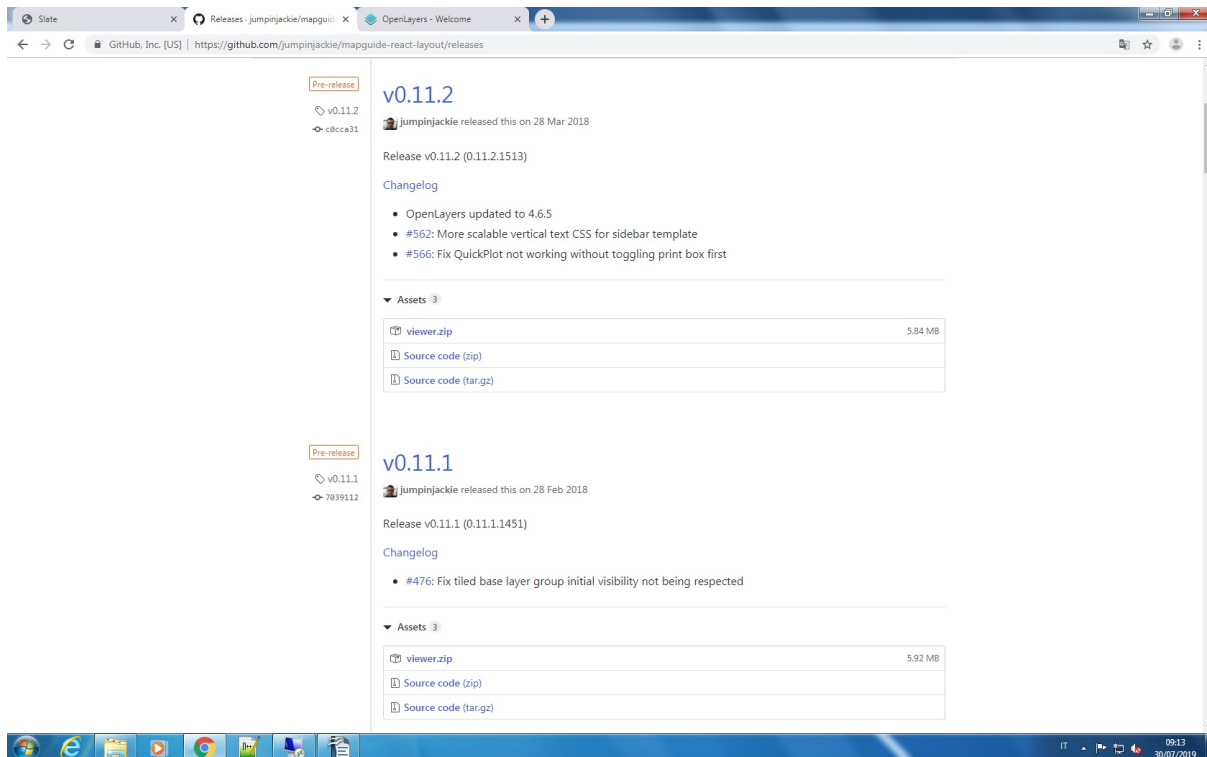 Slate
Releases · jumpinjackie/mapguid
OpenLayers - Welcome
GitHub, Inc. [US] | https://github.com/jumpinjackie/mapguide-react-layout/releases
Pre-release
v0.11.2
c0cca31
v0.11.2
jumpinjackie released this on 28 Mar 2018
Release v0.11.2 (0.11.2.1513)
Changelog
• OpenLayers updated to 4.6.5
• #562: More scalable vertical text CSS for sidebar template
• #566: Fix QuickPlot not working without toggling print box first
Assets 3
viewer.zip 5.84 MB
Source code (zip)
Source code (tar.gz)
Pre-release
v0.11.1
7039112
v0.11.1
jumpinjackie released this on 28 Feb 2018
Release v0.11.1 (0.11.1.1451)
Changelog
• #476: Fix tiled base layer group initial visibility not being respected
Assets 3
viewer.zip 5.92 MB
Source code (zip)
Source code (tar.gz)
IT
09:13
30/07/2019